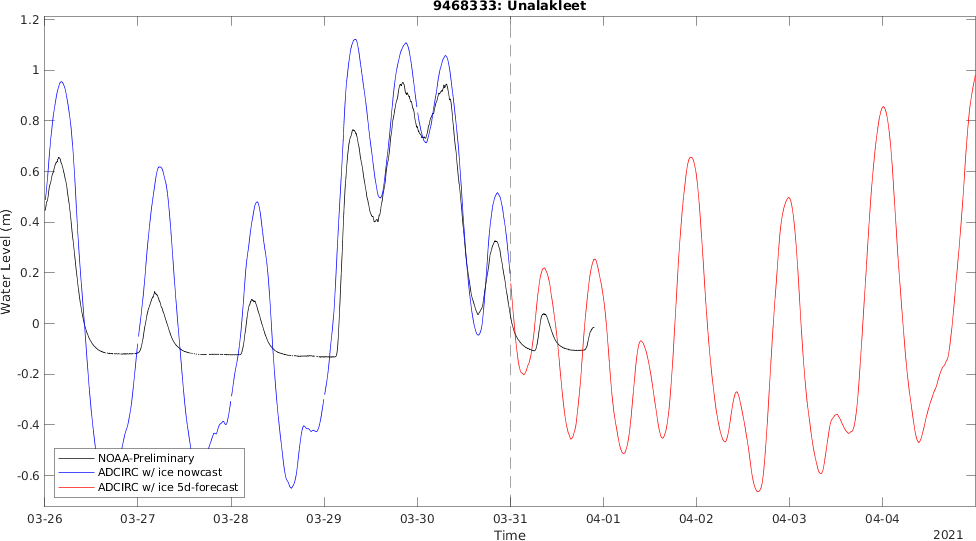 9468333: Unalakleet
Water Level (m)
1.2
1
0.8
0.6
0.4
0.2
0
-0.2
-0.4
-0.6
NOAA-Preliminary
ADCIRC w/ ice nowcast
ADCIRC w/ ice 5d-forecast
03-26 03-27 03-28 03-29 03-30 03-31 04-01 04-02 04-03 04-04
Time
2021